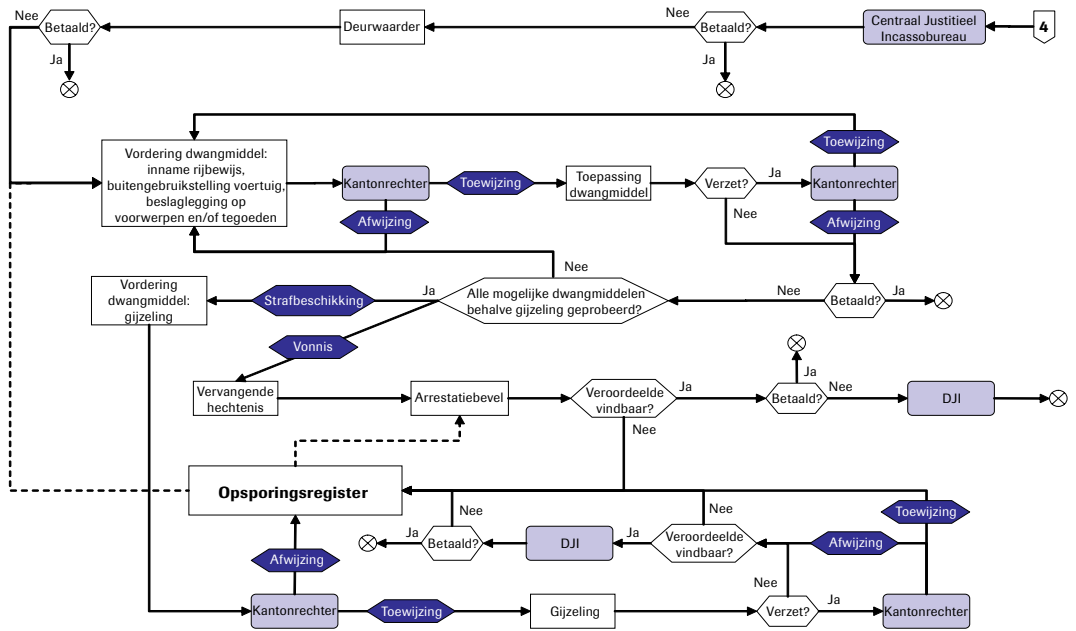 Nee
Betaald?
Deurwaarder
Nee
Betaald?
Centraal Justitieel
Incassobureau
4
Ja
Ja
Toewijzing
Vordering dwangmiddel:
inname rijbewijs,
buitengebruikstelling voertuig,
beslaglegging op
voorwerpen en/of tegoeden
Kantonrechter
Toewijzing
Toepassing
dwangmiddel
Verzet?
Ja
Kantonrechter
Afwijzing
Nee
Afwijzing
Nee
Vordering
dwangmiddel:
gijzeling
Strafbeschikking
Ja
Alle mogelijke dwangmiddelen
behalve gijzeling geprobeerd?
Nee
Betaald?
Ja
Vonnis
Vervangende
hechtenis
Arrestatiebevel
Veroordeelde
vindbaar?
Ja
Betaald?
Ja
Nee
DJI
Nee
Opsporingsregister
Toewijzing
Nee
Nee
Ja
Betaald?
DJI
Ja
Veroordeelde
vindbaar?
Afwijzing
Afwijzing
Nee
Kantonrechter
Toewijzing
Gijzeling
Verzet?
Ja
Kantonrechter